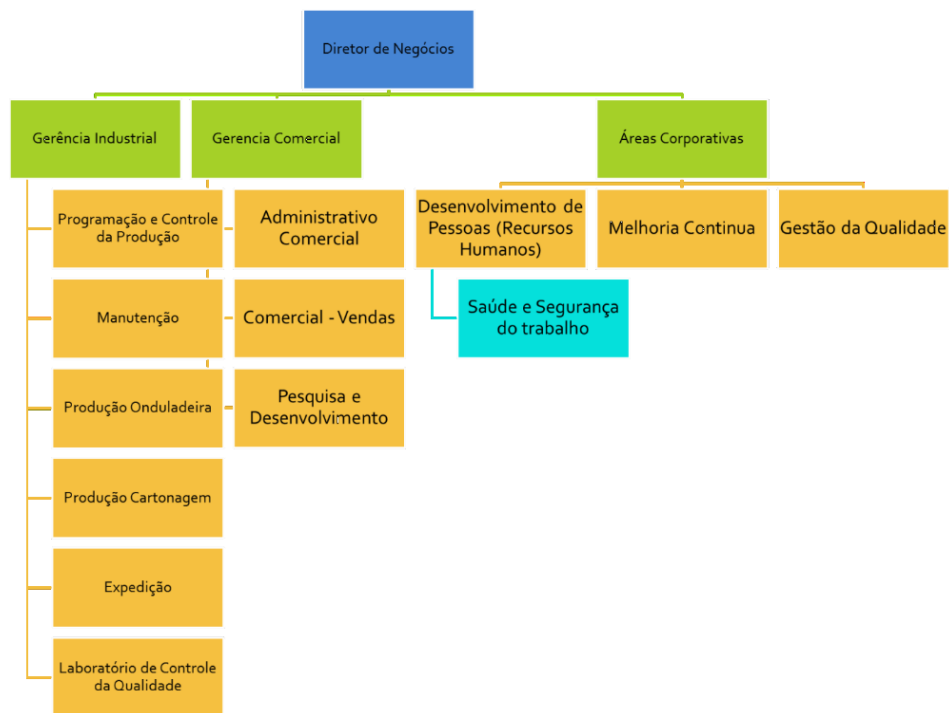 Diretor de Negócios
Gerência Industrial
Gerencia Comercial
Áreas Corporativas
Programação e Controle
da Produção
Administrativo
Comercial
Desenvolvimento de
Pessoas (Recursos
Humanos)
Melhoria Continua
Gestão da Qualidade
Manutenção
Comercial - Vendas
Saúde e Segurança
do trabalho
Produção Onduladeira
Pesquisa e
Desenvolvimento
Produção Cartonagem
Expedição
Laboratório de Controle
da Qualidade